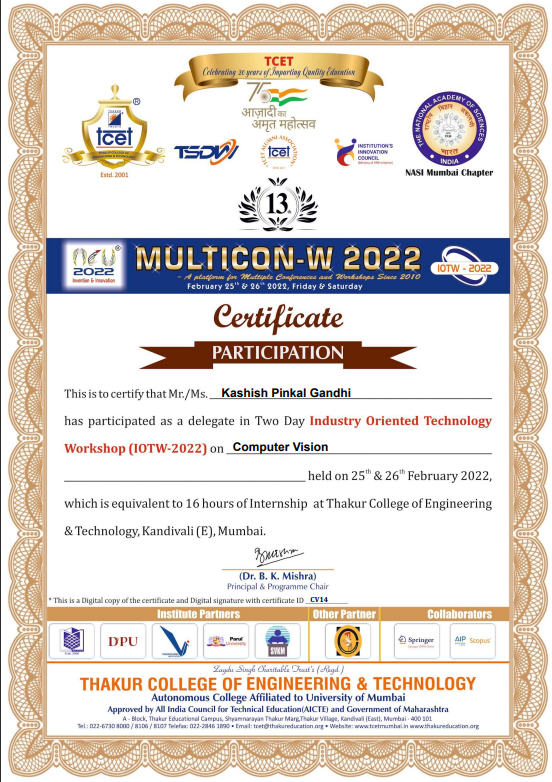 TCET
Celebrating 20 years of Imparting Quality Education
75
आज़ादी का
अमृत महोत्सव
tcet
Estd. 2001
TSDW
TCET ALUMNI ASSOCIATION
tcet
INSTITUTION'S
INNOVATION
COUNCIL
THE NATIONAL ACADEMY OF SCIENCES
INDIA
भारत
NASI Mumbai Chapter
13
2022
Invention & Innovation
MULTICON-W 2022
- A platform for Multiple Conferences and Workshops Since 2010
February 25th & 26th 2022, Friday & Saturday
IOTW - 2022
Certificate
PARTICIPATION
This is to certify that Mr./Ms. Kashish Pinkal Gandhi
has participated as a delegate in Two Day Industry Oriented Technology
Workshop (IOTW-2022) on Computer Vision
held on 25th & 26th February 2022,
which is equivalent to 16 hours of Internship at Thakur College of Engineering
& Technology, Kandivali (E), Mumbai.
(Dr. B. K. Mishra)
Principal & Programme Chair
* This is a Digital copy of the certificate and Digital signature with certificate ID CV14
Institute Partners
Other Partner
Collaborators
DPU
Parul University
SVKM
Springer
AIP
Scopus
Zagdu Singh Charitable Trust's (Regd.)
THAKUR COLLEGE OF ENGINEERING & TECHNOLOGY
Autonomous College Affiliated to University of Mumbai
Approved by All India Council for Technical Education(AICTE) and Government of Maharashtra
A - Block, Thakur Educational Campus, Shyamnarayan Thakur Marg,Thakur Village, Kandivali (East), Mumbai - 400 101
Tel.: 022-6730 8000 / 8106 / 8107 Telefax: 022-2846 1890 • Email: tcet@thakureducation.org • Website: www.tcetmumbai.in www.thakureducation.org